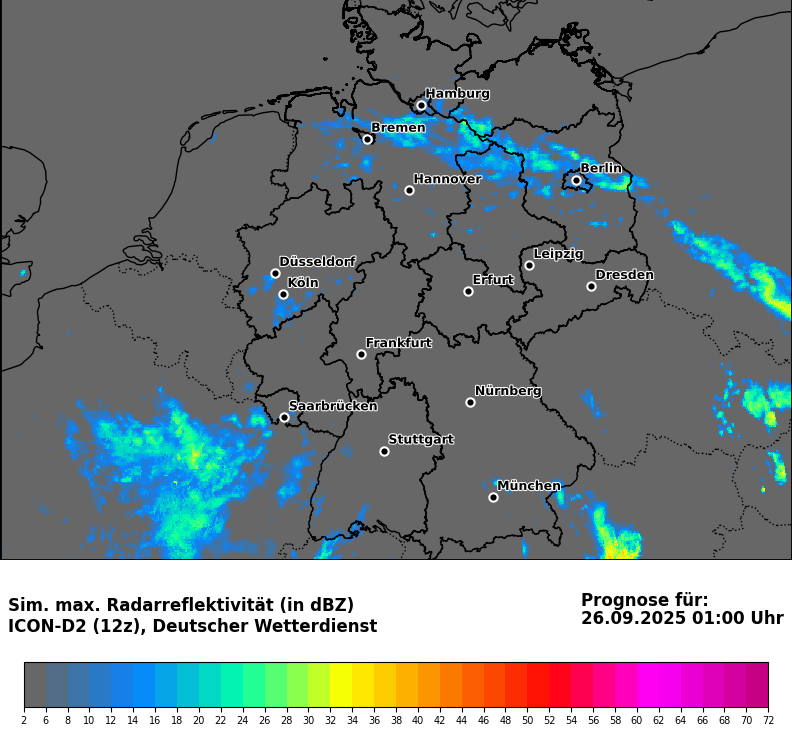 Hamburg
Bremen
Berlin
Hannover
Leipzig
Düsseldorf
Dresden
Erfurt
Köln
Frankfurt
Nürnberg
Saarbrücken
Stuttgart
München
Sim. max. Radarreflektivität (in dBZ)
ICON-D2 (12z), Deutscher Wetterdienst
Prognose für:
26.09.2025 01:00 Uhr
2 6 8 10 12 14 16 18 20 22 24 26 28 30 32 34 36 38 40 42 44 46 48 50 52 54 56 58 60 62 64 66 68 70 72